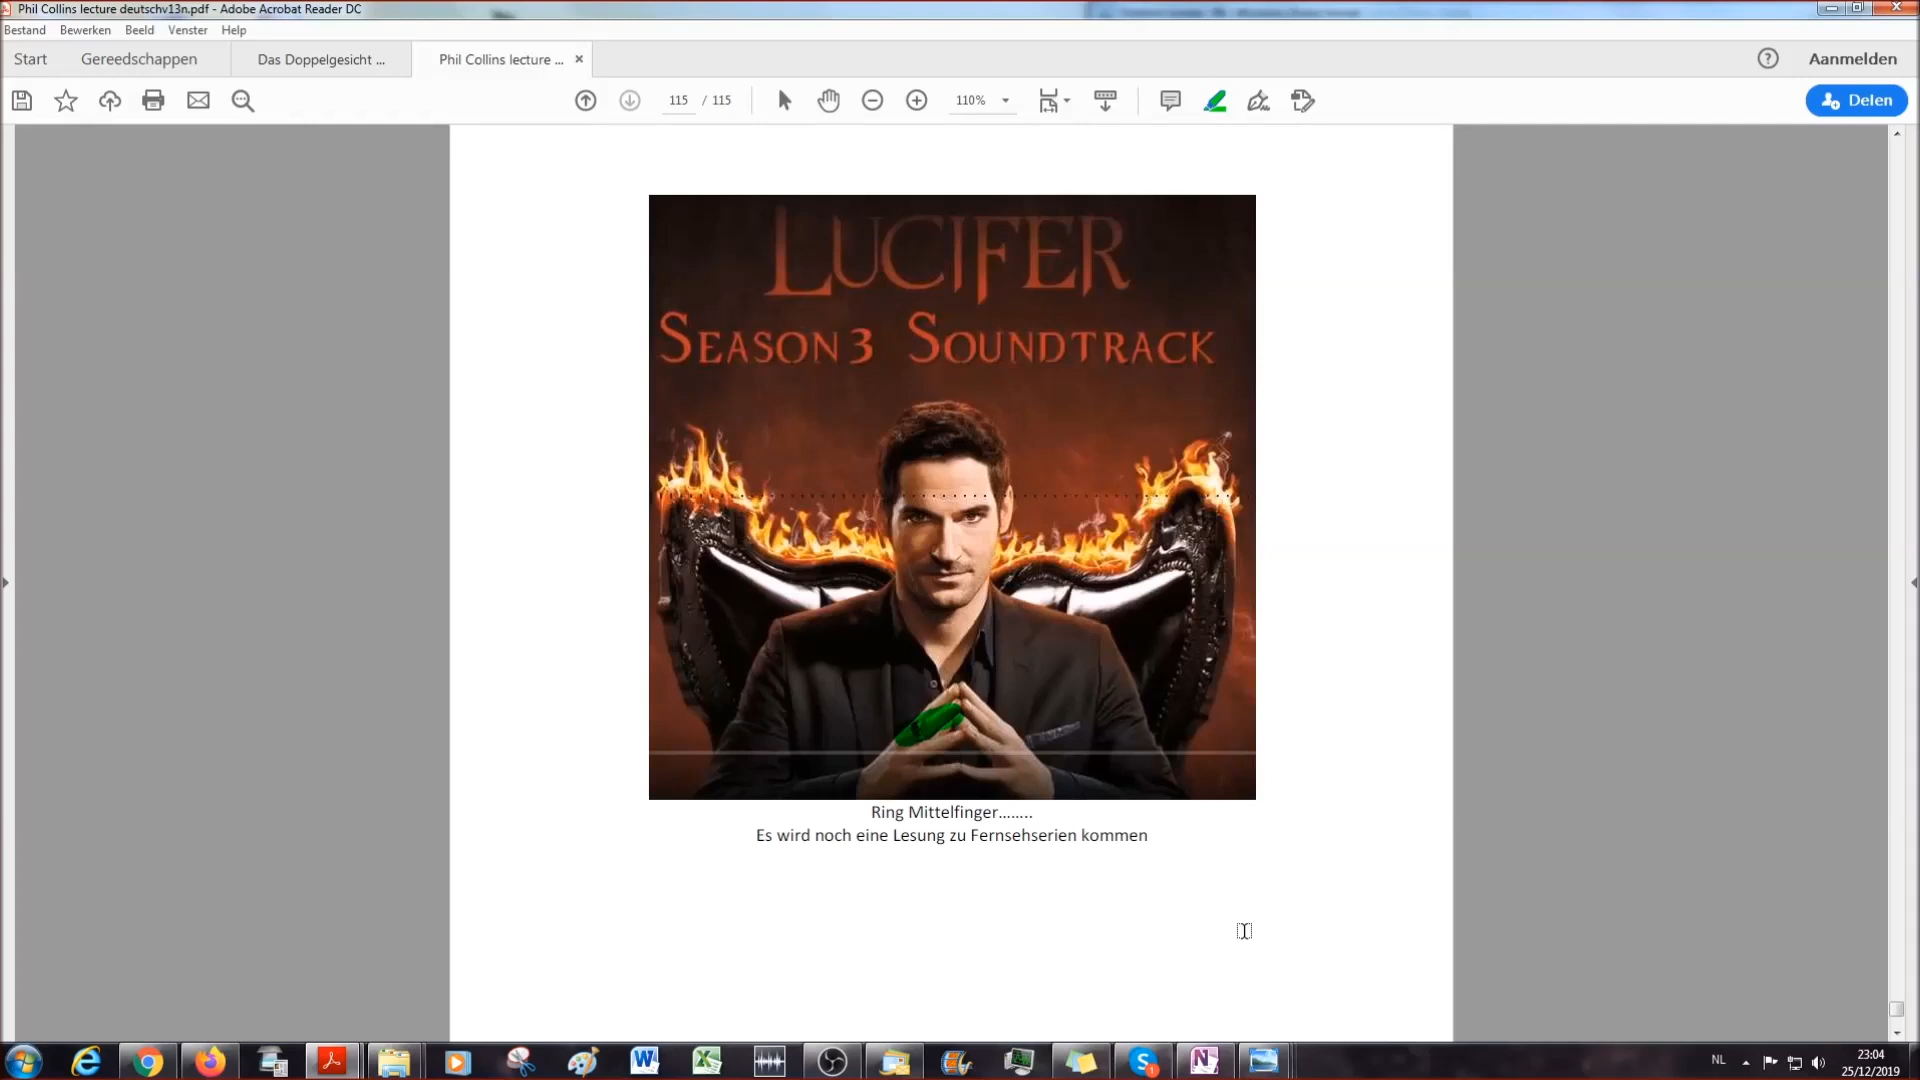 Phil Collins lecture deutschv13n.pdf - Adobe Acrobat Reader DC
Bestand Bewerken Beeld Venster Help
Start Gereedschappen Das Doppelgesicht ... Phil Collins lecture ... × ? Aanmelden
115 / 115 110% Delen
LUCIFER
SEASON 3 SOUNDTRACK
Ring Mittelfinger........
Es wird noch eine Lesung zu Fernsehserien kommen
NL 23:04
25/12/2019